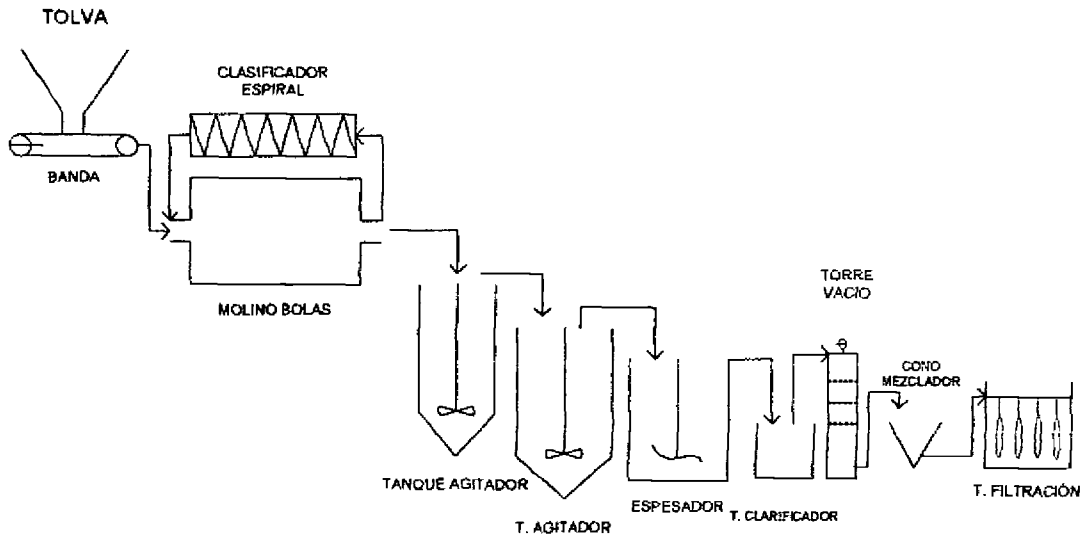 TOLVA
CLASIFICADOR
ESPIRAL
BANDA
MOLINO BOLAS
TORRE
VACIO
CONO
MEZCLADOR
TANQUE AGITADOR
T. AGITADOR
ESPESADOR
T. CLARIFICADOR
T. FILTRACIÓN